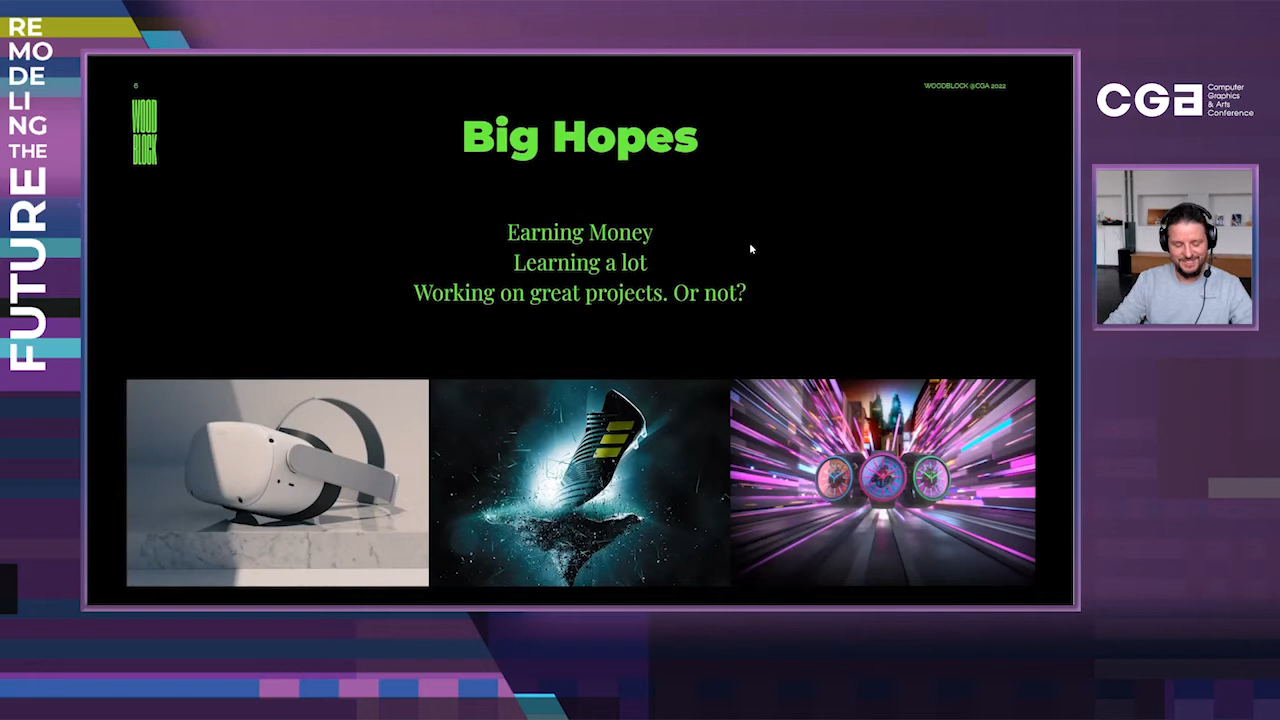 RE
MO
DE
LI
NG
THE
FUTURE
6
WOODBLOCK @CGA 2022
WOOD
BLOCK
Big Hopes
Earning Money
Learning a lot
Working on great projects. Or not?
CGA
Computer
Graphics
& Arts
Conference